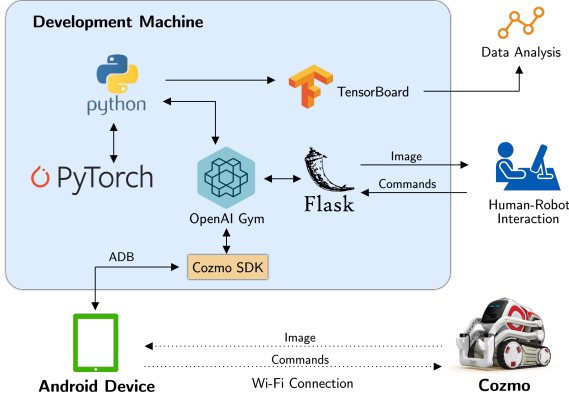 Development Machine
Data Analysis
python
TensorBoard
PyTorch
Image
Commands
OpenAI Gym
Flask
Human-Robot
Interaction
ADB
Cozmo SDK
Image
Commands
Android Device
Wi-Fi Connection
Cozmo